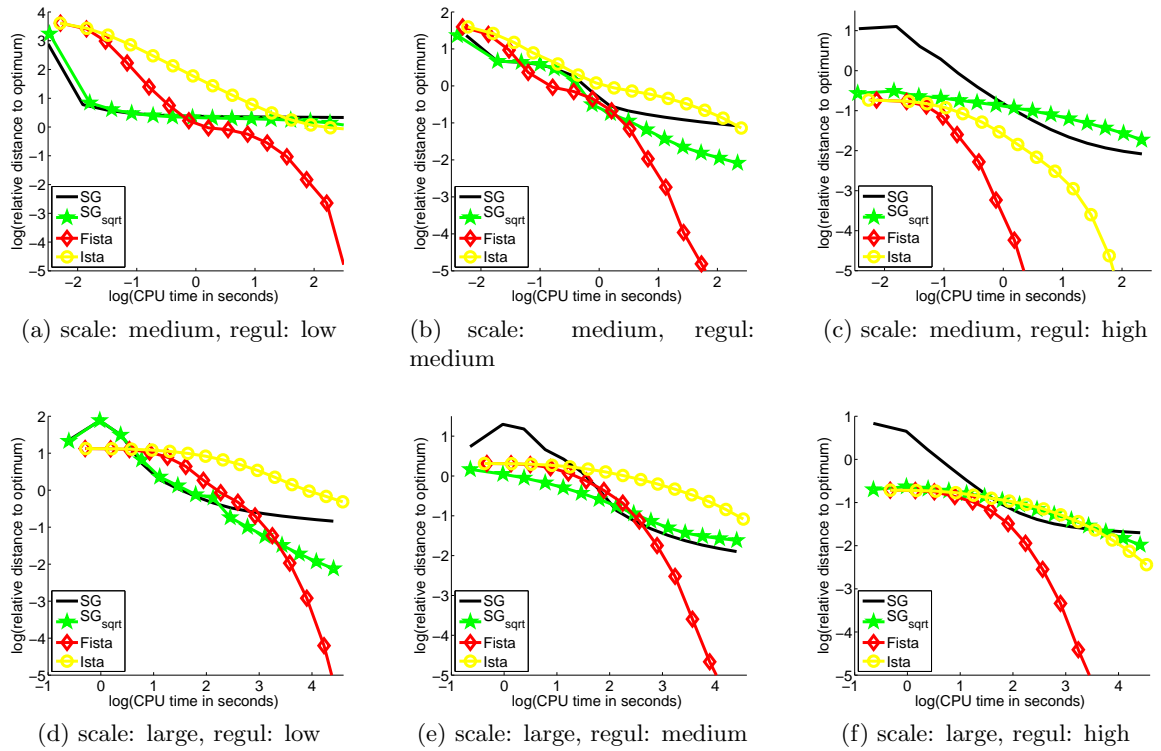 log(relative distance to optimum)
4
3
2
1
0
−1
−2
−3
−4
−5
SG
SG_sqrt
Fista
Ista
−2 −1 0 1 2
log(CPU time in seconds)
(a) scale: medium, regul: low
log(relative distance to optimum)
2
1
0
−1
−2
−3
−4
−5
SG
SG_sqrt
Fista
Ista
−2 −1 0 1 2
log(CPU time in seconds)
(b) scale: medium, regul:
medium
log(relative distance to optimum)
2
1
0
−1
−2
−3
−4
−5
SG
SG_sqrt
Fista
Ista
−2 −1 0 1 2
log(CPU time in seconds)
(c) scale: medium, regul: high
log(relative distance to optimum)
2
1
0
−1
−2
−3
−4
−5
SG
SG_sqrt
Fista
Ista
−1 0 1 2 3 4
log(CPU time in seconds)
(d) scale: large, regul: low
log(relative distance to optimum)
2
1
0
−1
−2
−3
−4
−5
SG
SG_sqrt
Fista
Ista
−1 0 1 2 3 4
log(CPU time in seconds)
(e) scale: large, regul: medium
log(relative distance to optimum)
1
0
−1
−2
−3
−4
−5
SG
SG_sqrt
Fista
Ista
−1 0 1 2 3 4
log(CPU time in seconds)
(f) scale: large, regul: high